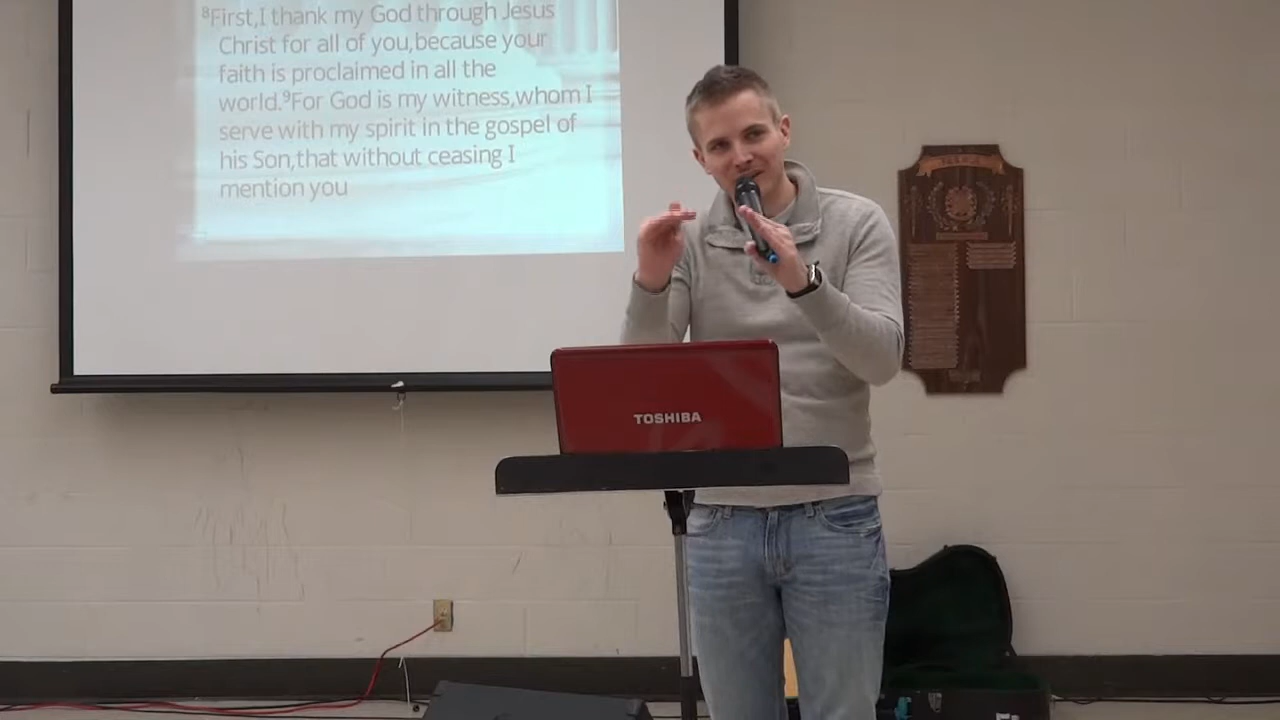 ⁸First,I thank my God through Jesus
Christ for all of you,because your
faith is proclaimed in all the
world.⁹For God is my witness,whom I
serve with my spirit in the gospel of
his Son,that without ceasing I
mention you
TOSHIBA